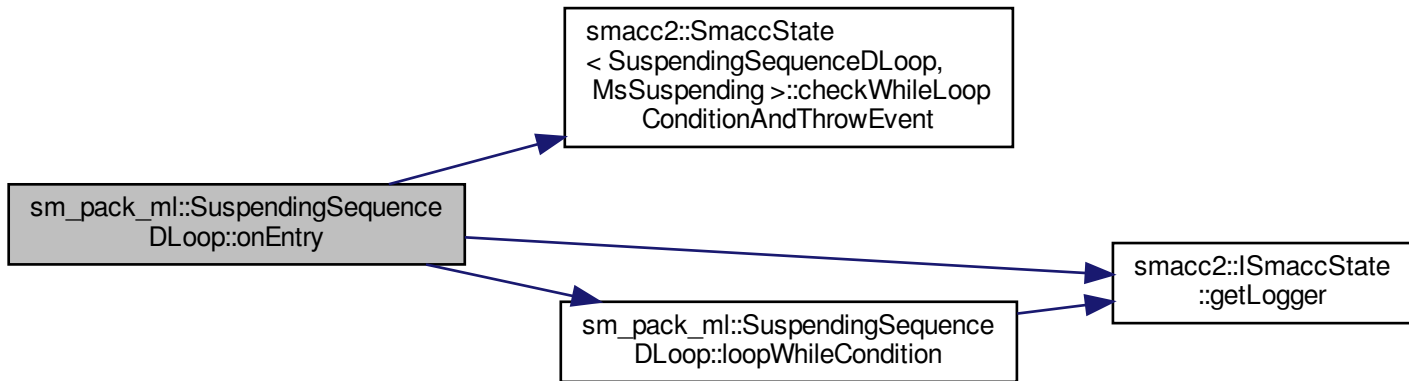 smacc2::SmaccState
< SuspendingSequenceDLoop,
MsSuspending >::checkWhileLoop
ConditionAndThrowEvent
sm_pack_ml::SuspendingSequence
DLoop::onEntry
smacc2::ISmaccState
::getLogger
sm_pack_ml::SuspendingSequence
DLoop::loopWhileCondition